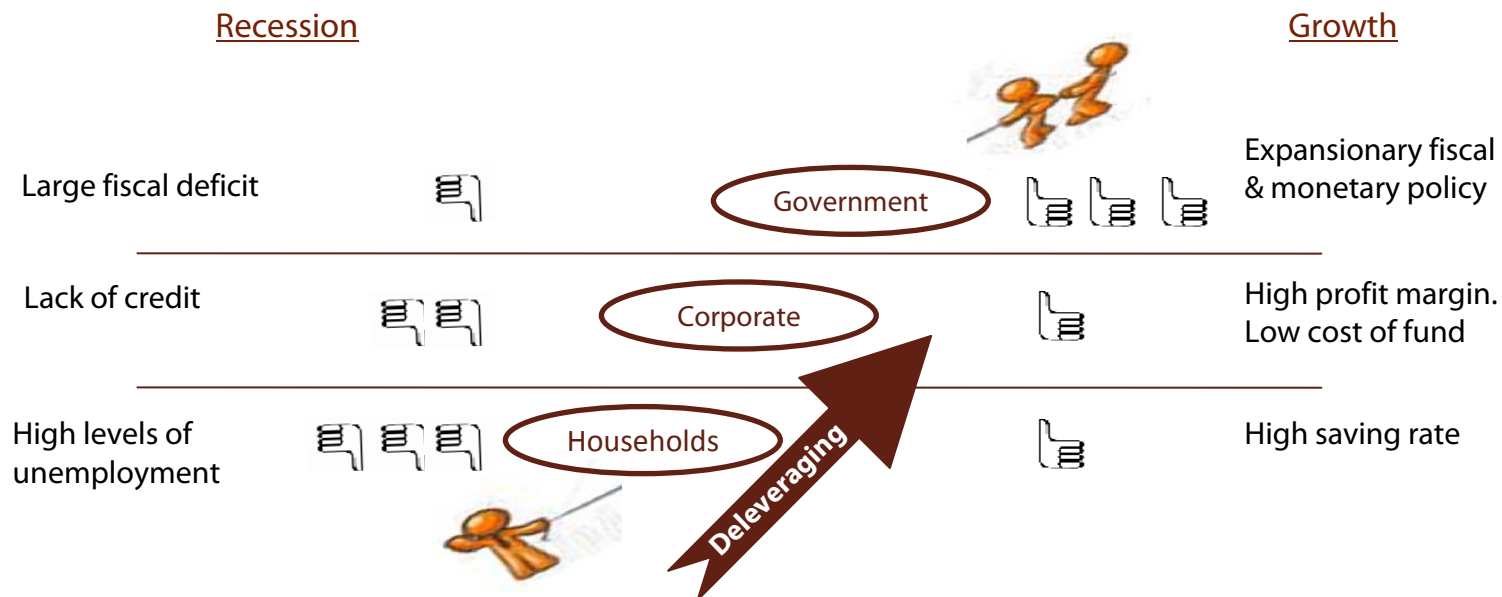 Recession
Growth
Large fiscal deficit
Government
Expansionary fiscal
& monetary policy
Lack of credit
Corporate
High profit margin.
Low cost of fund
High levels of
unemployment
Households
High saving rate
Deleveraging